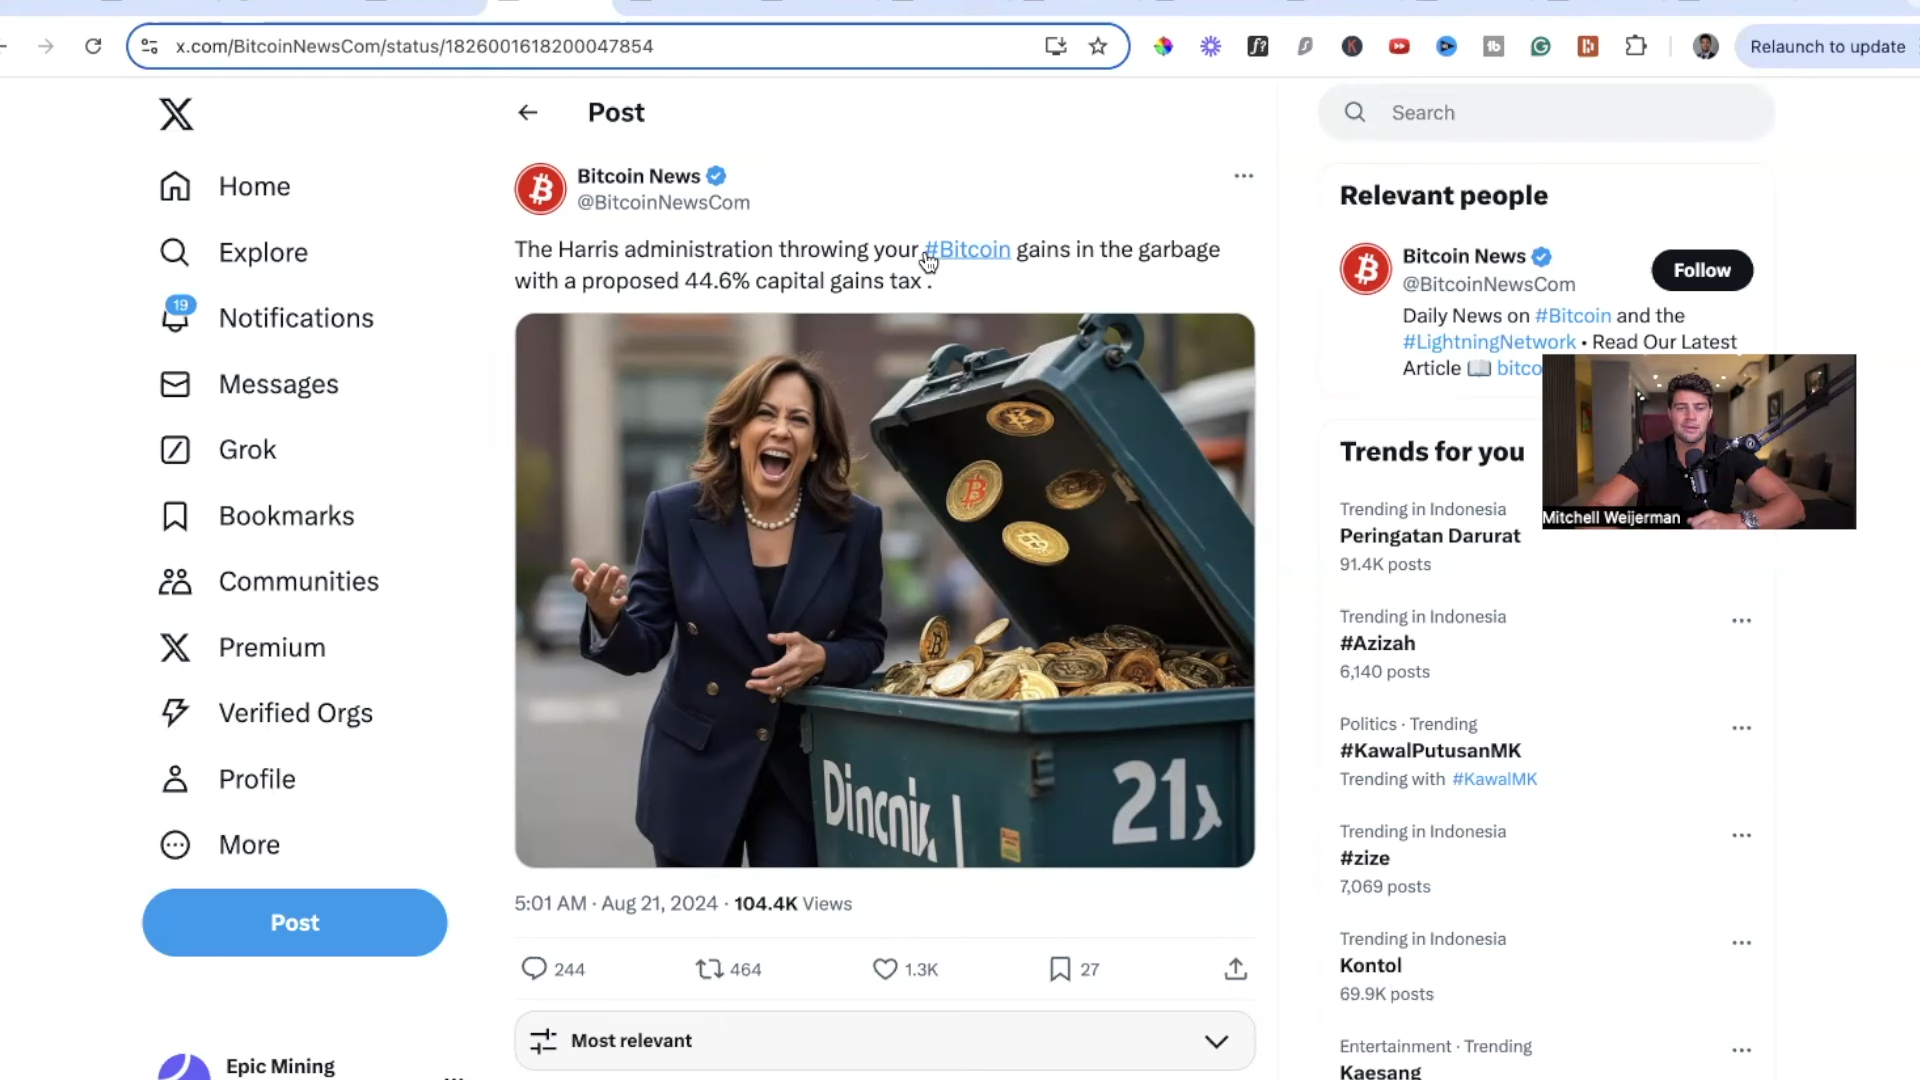 x.com/BitcoinNewsCom/status/1826001618200047854
Relaunch to update
Home
Explore
19
Notifications
Messages
Grok
Bookmarks
Communities
Premium
Verified Orgs
Profile
More
Post
Epic Mining
Post
Bitcoin News
@BitcoinNewsCom
The Harris administration throwing your #Bitcoin gains in the garbage
with a proposed 44.6% capital gains tax .
Dincnik
21
5:01 AM · Aug 21, 2024 · 104.4K Views
244
464
1.3K
27
Most relevant
Search
Relevant people
Bitcoin News
@BitcoinNewsCom
Follow
Daily News on #Bitcoin and the
#LightningNetwork • Read Our Latest
Article 📖 bitco
Mitchell Weijerman
Trends for you
Trending in Indonesia
Peringatan Darurat
91.4K posts
Trending in Indonesia
#Azizah
6,140 posts
Politics · Trending
#KawalPutusanMK
Trending with #KawalMK
Trending in Indonesia
#zize
7,069 posts
Trending in Indonesia
Kontol
69.9K posts
Entertainment · Trending
Kaesang